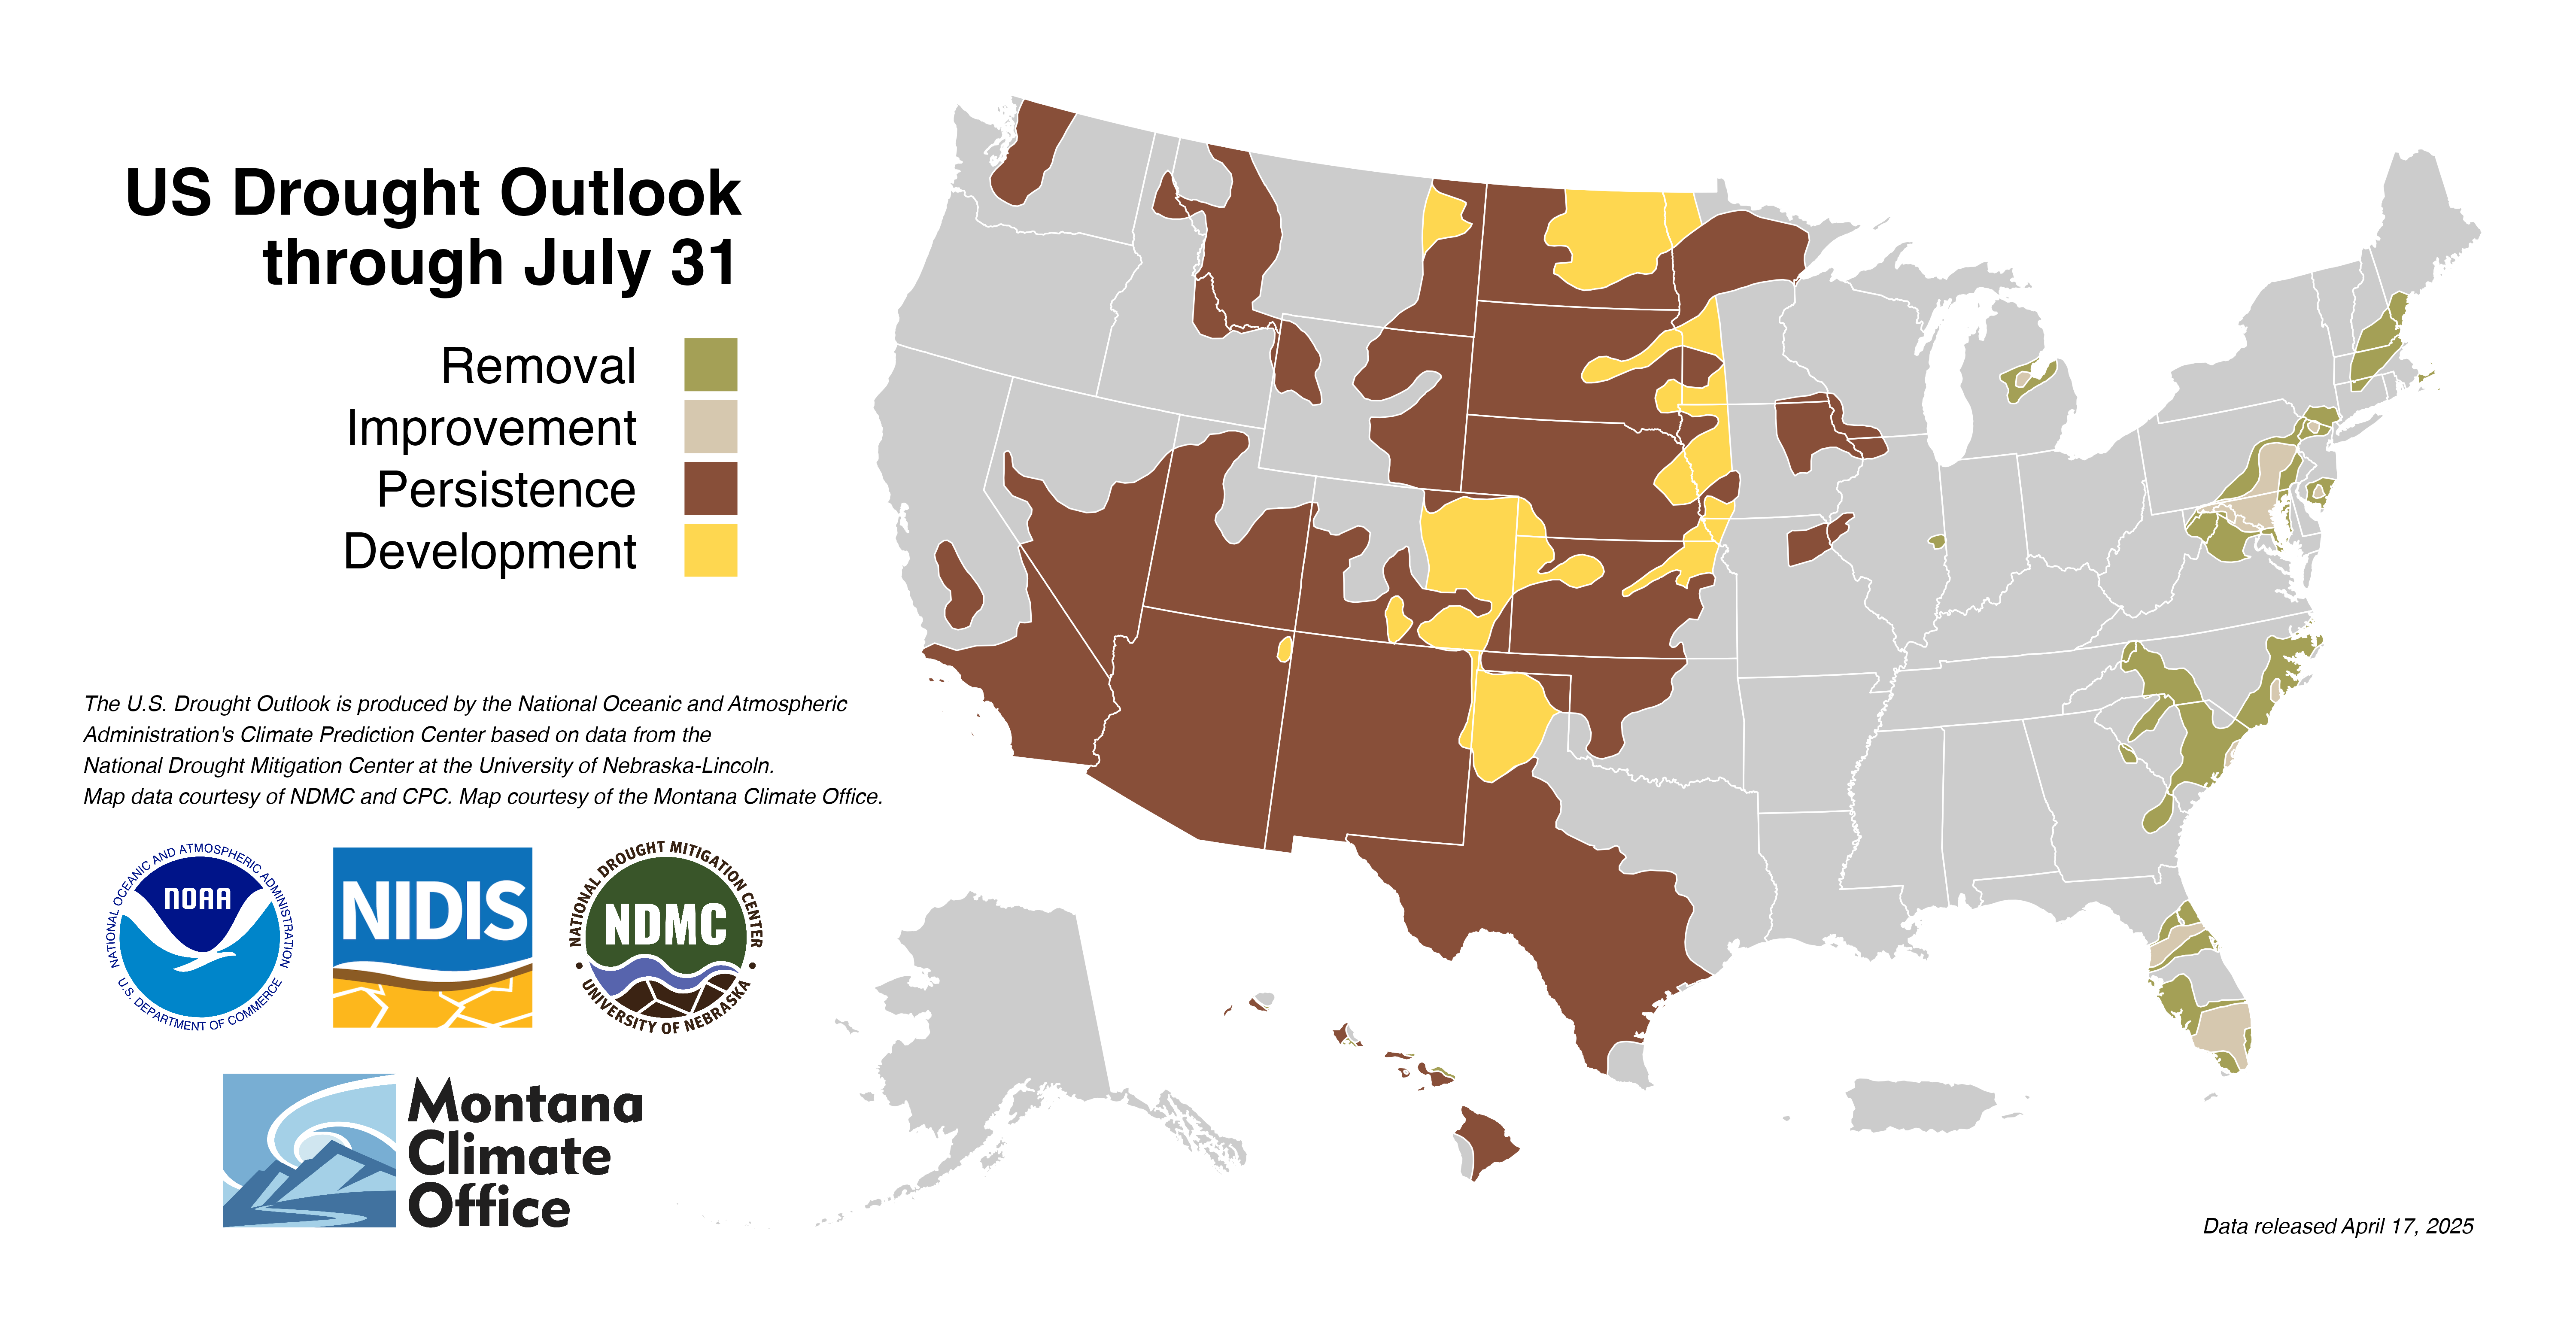 US Drought Outlook
through July 31
Removal
Improvement
Persistence
Development
The U.S. Drought Outlook is produced by the National Oceanic and Atmospheric
Administration's Climate Prediction Center based on data from the
National Drought Mitigation Center at the University of Nebraska-Lincoln.
Map data courtesy of NDMC and CPC. Map courtesy of the Montana Climate Office.
NATIONAL OCEANIC AND ATMOSPHERIC ADMINISTRATION
NOAA
U.S. DEPARTMENT OF COMMERCE
NIDIS
NATIONAL DROUGHT MITIGATION CENTER
NDMC
UNIVERSITY OF NEBRASKA
Montana
Climate
Office
Data released April 17, 2025